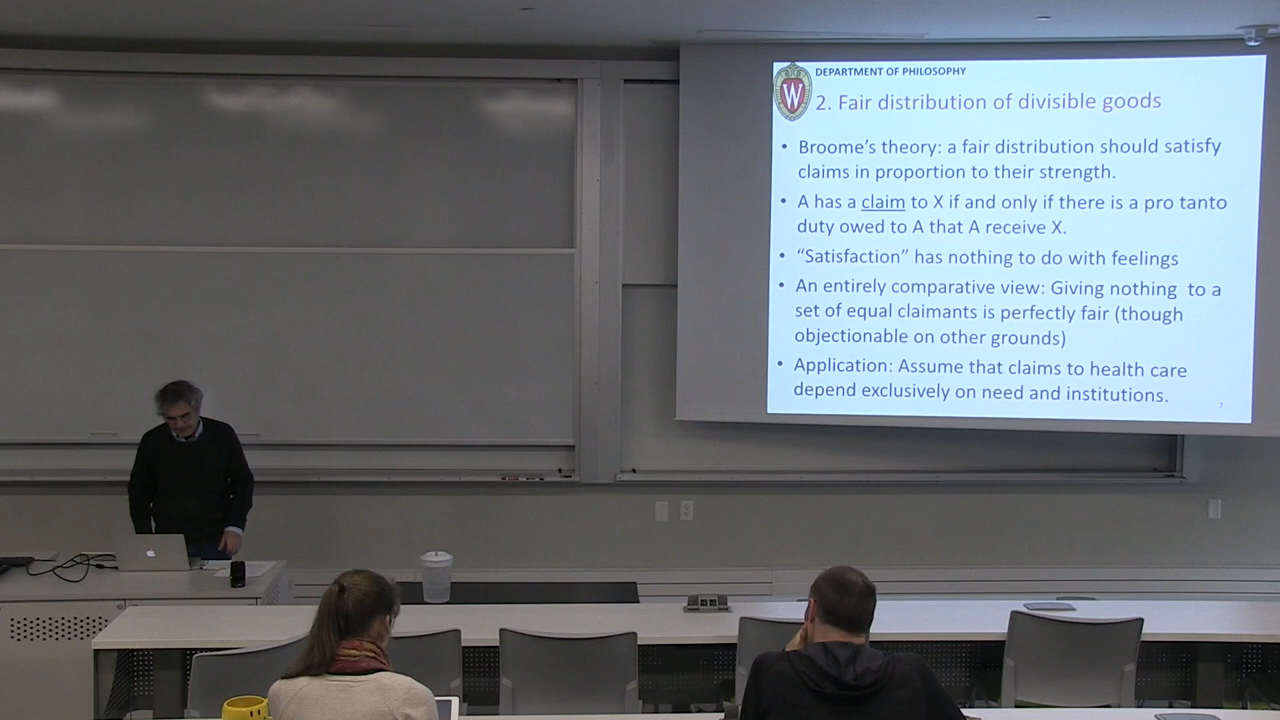 DEPARTMENT OF PHILOSOPHY
W
2. Fair distribution of divisible goods
• Broome's theory: a fair distribution should satisfy
claims in proportion to their strength.
• A has a claim to X if and only if there is a pro tanto
duty owed to A that A receive X.
• “Satisfaction” has nothing to do with feelings
• An entirely comparative view: Giving nothing to a
set of equal claimants is perfectly fair (though
objectionable on other grounds)
• Application: Assume that claims to health care
depend exclusively on need and institutions.
7